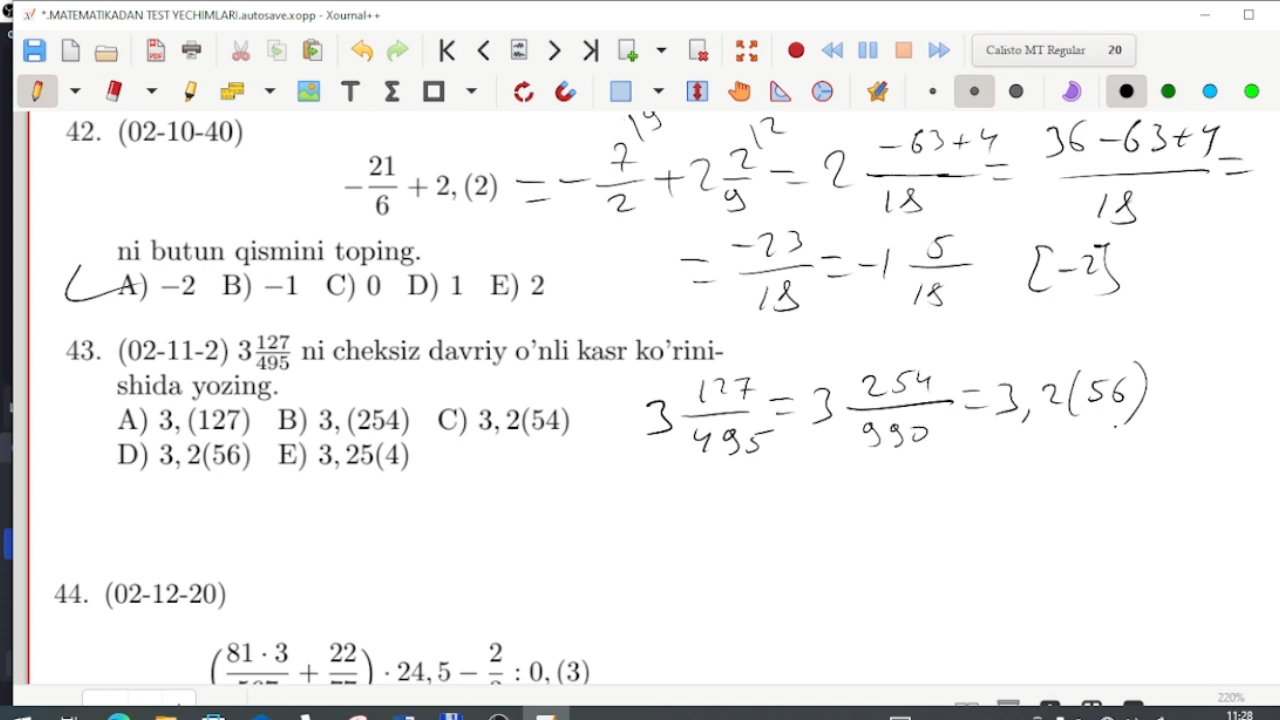 *.MATEMATIKADAN TEST YECHIMLARI.autosave.xopp - Xournal++
Calisto MT Regular 20
42. (02-10-40)
-21/6 + 2,(2) = -7/2 + 2 2/9 = 2 (-63+4)/18 = (36-63+4)/18 =
ni butun qismini toping.
= -23/18 = -1 5/18 [-2]
A) −2 B) −1 C) 0 D) 1 E) 2
43. (02-11-2) 3 127/495 ni cheksiz davriy o'nli kasr ko'rini-
shida yozing.
3 127/495 = 3 254/990 = 3,2(56)
A) 3, (127) B) 3, (254) C) 3, 2(54)
D) 3, 2(56) E) 3, 25(4)
44. (02-12-20)
220%
11:28